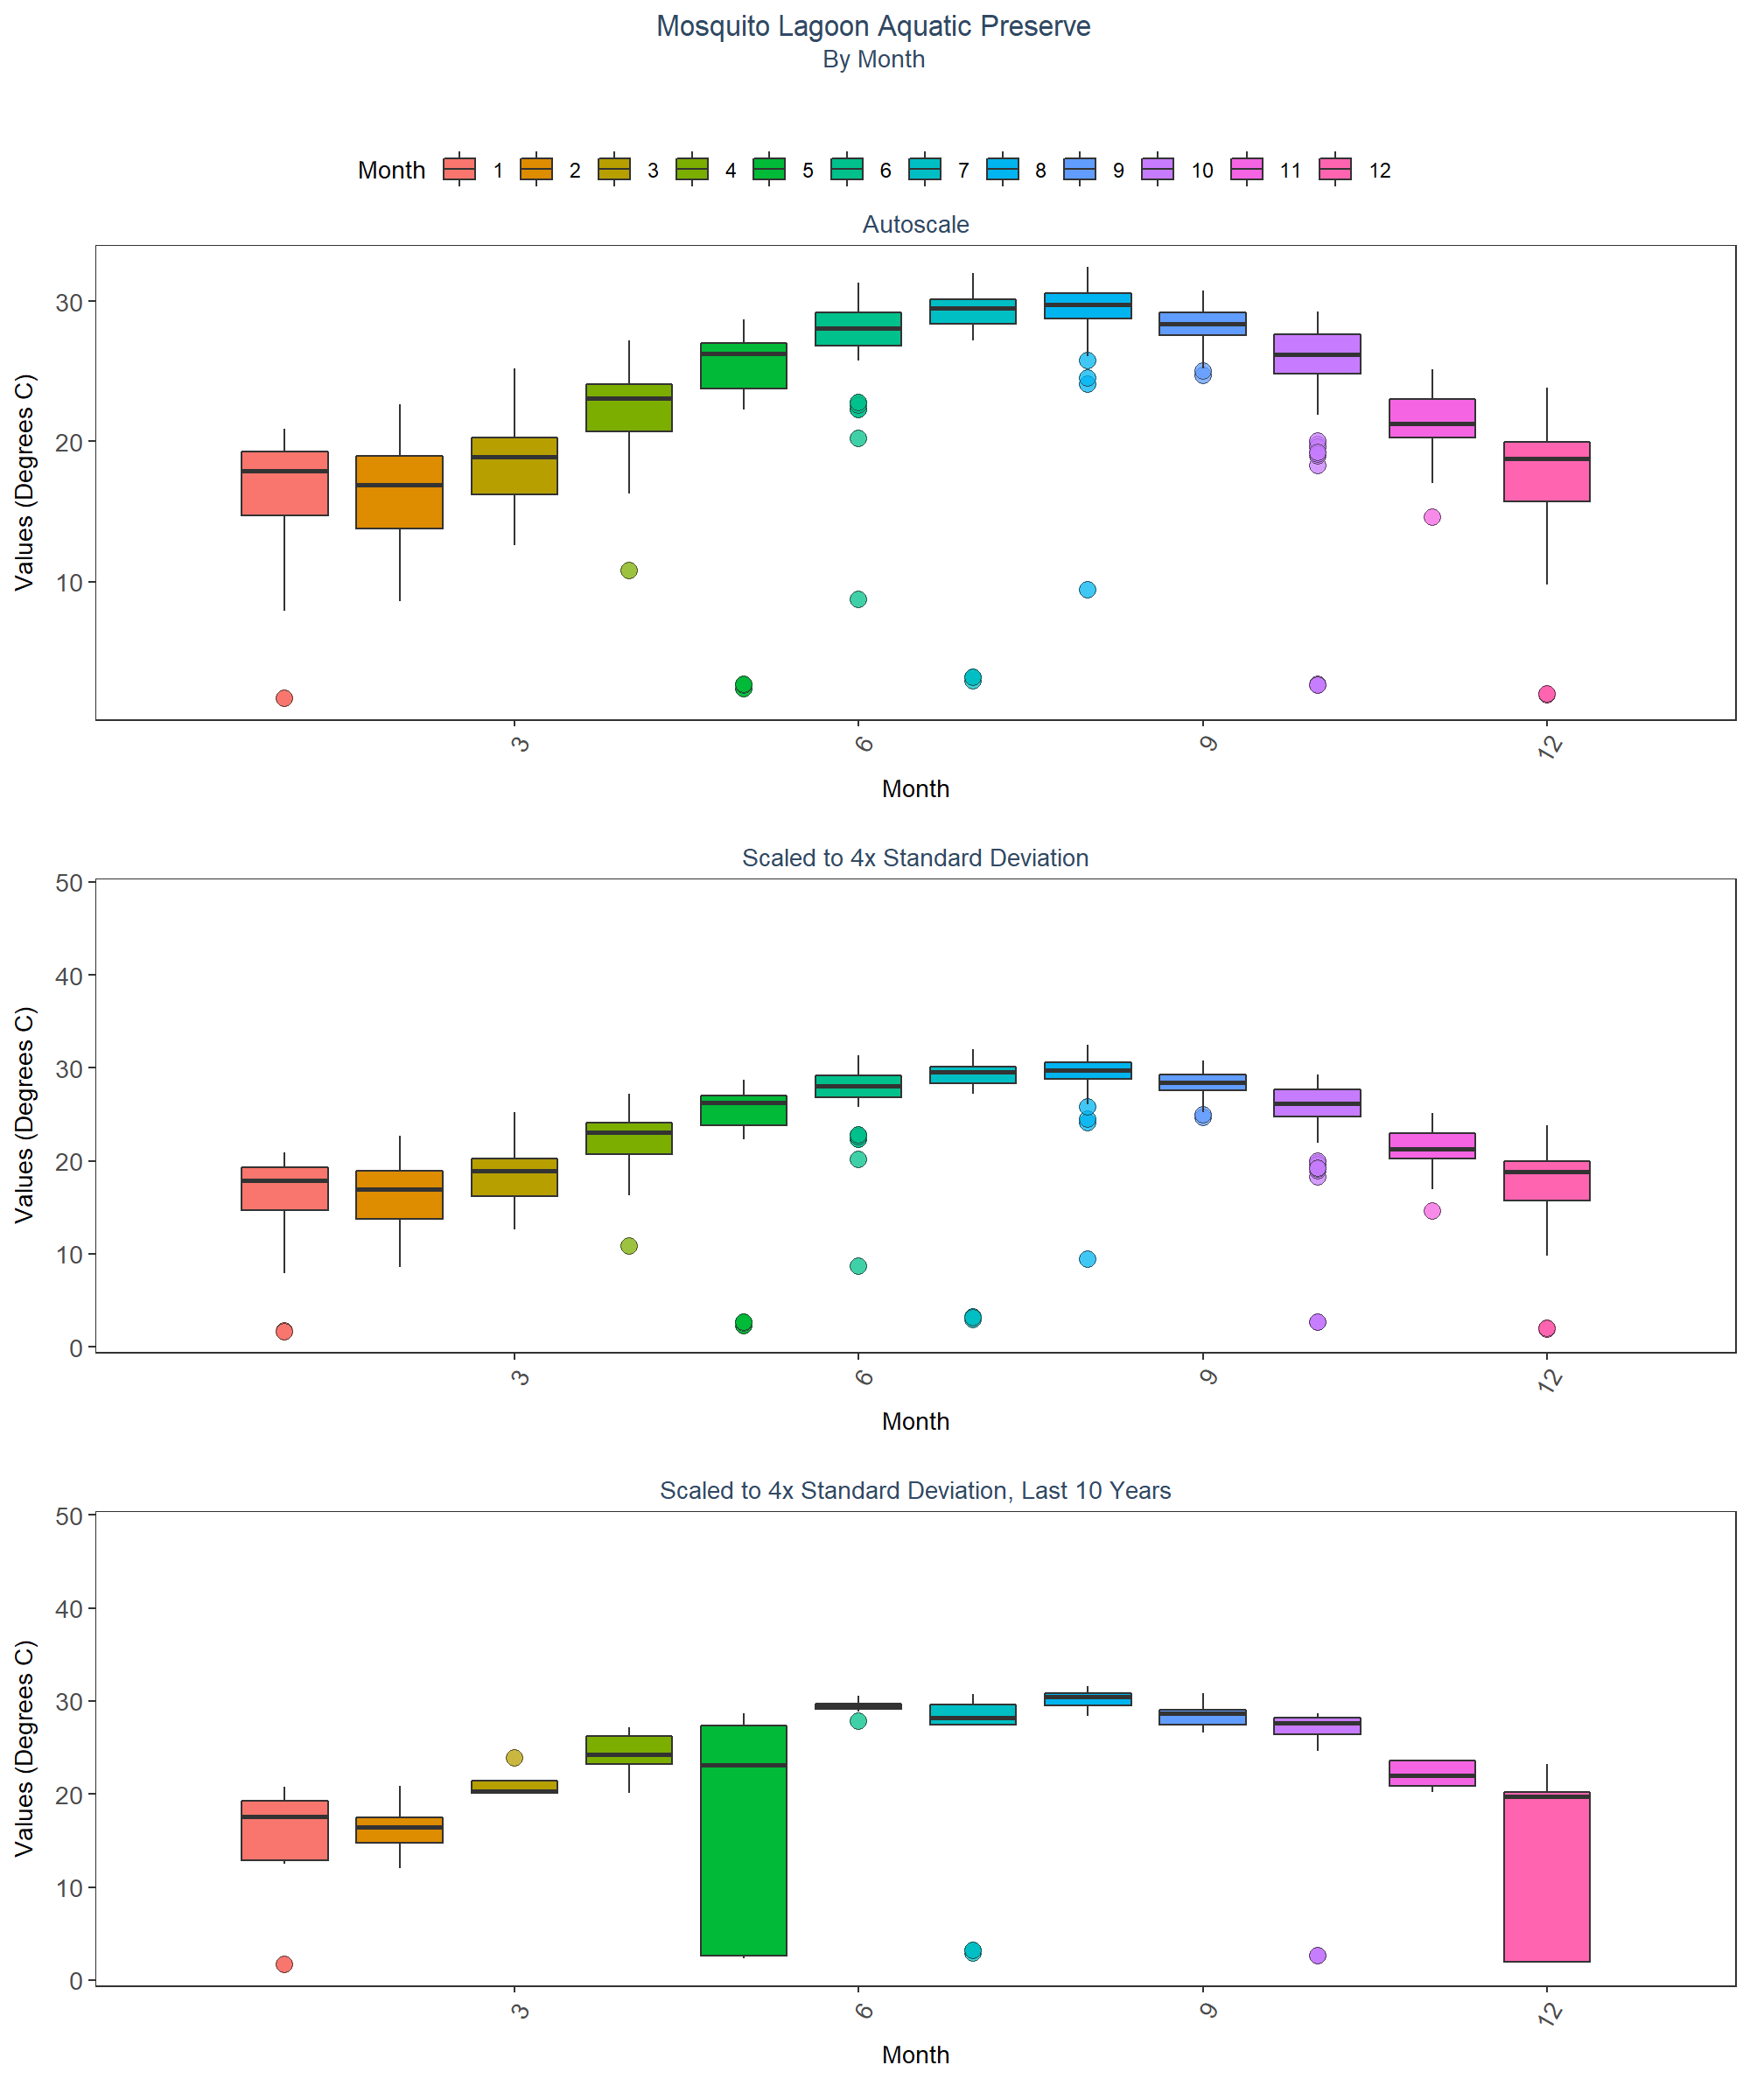 Mosquito Lagoon Aquatic Preserve
By Month
Month 1 2 3 4 5 6 7 8 9 10 11 12
Autoscale
Values (Degrees C)
30
20
10
3 6 9 12
Month
Scaled to 4x Standard Deviation
Values (Degrees C)
50
40
30
20
10
0
3 6 9 12
Month
Scaled to 4x Standard Deviation, Last 10 Years
Values (Degrees C)
50
40
30
20
10
0
3 6 9 12
Month